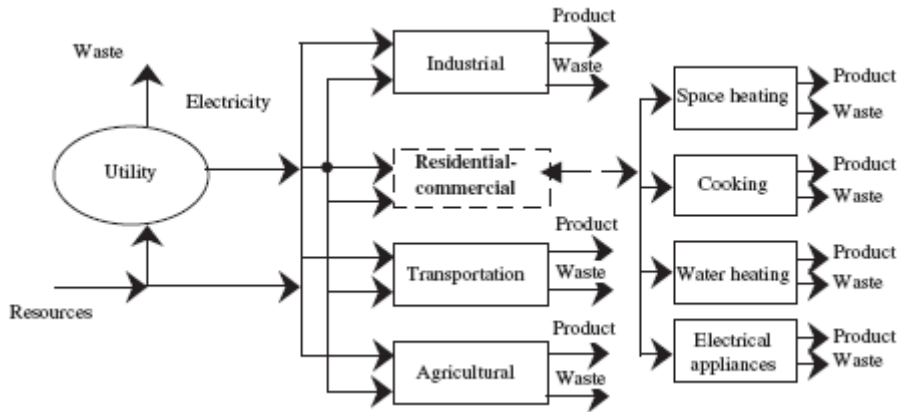 Product
Waste
Industrial
Waste
Electricity
Product
Space heating
Waste
Utility
Residential-
commercial
Product
Cooking
Waste
Product
Transportation
Waste
Product
Water heating
Waste
Resources
Product
Agricultural
Waste
Product
Electrical
appliances
Waste